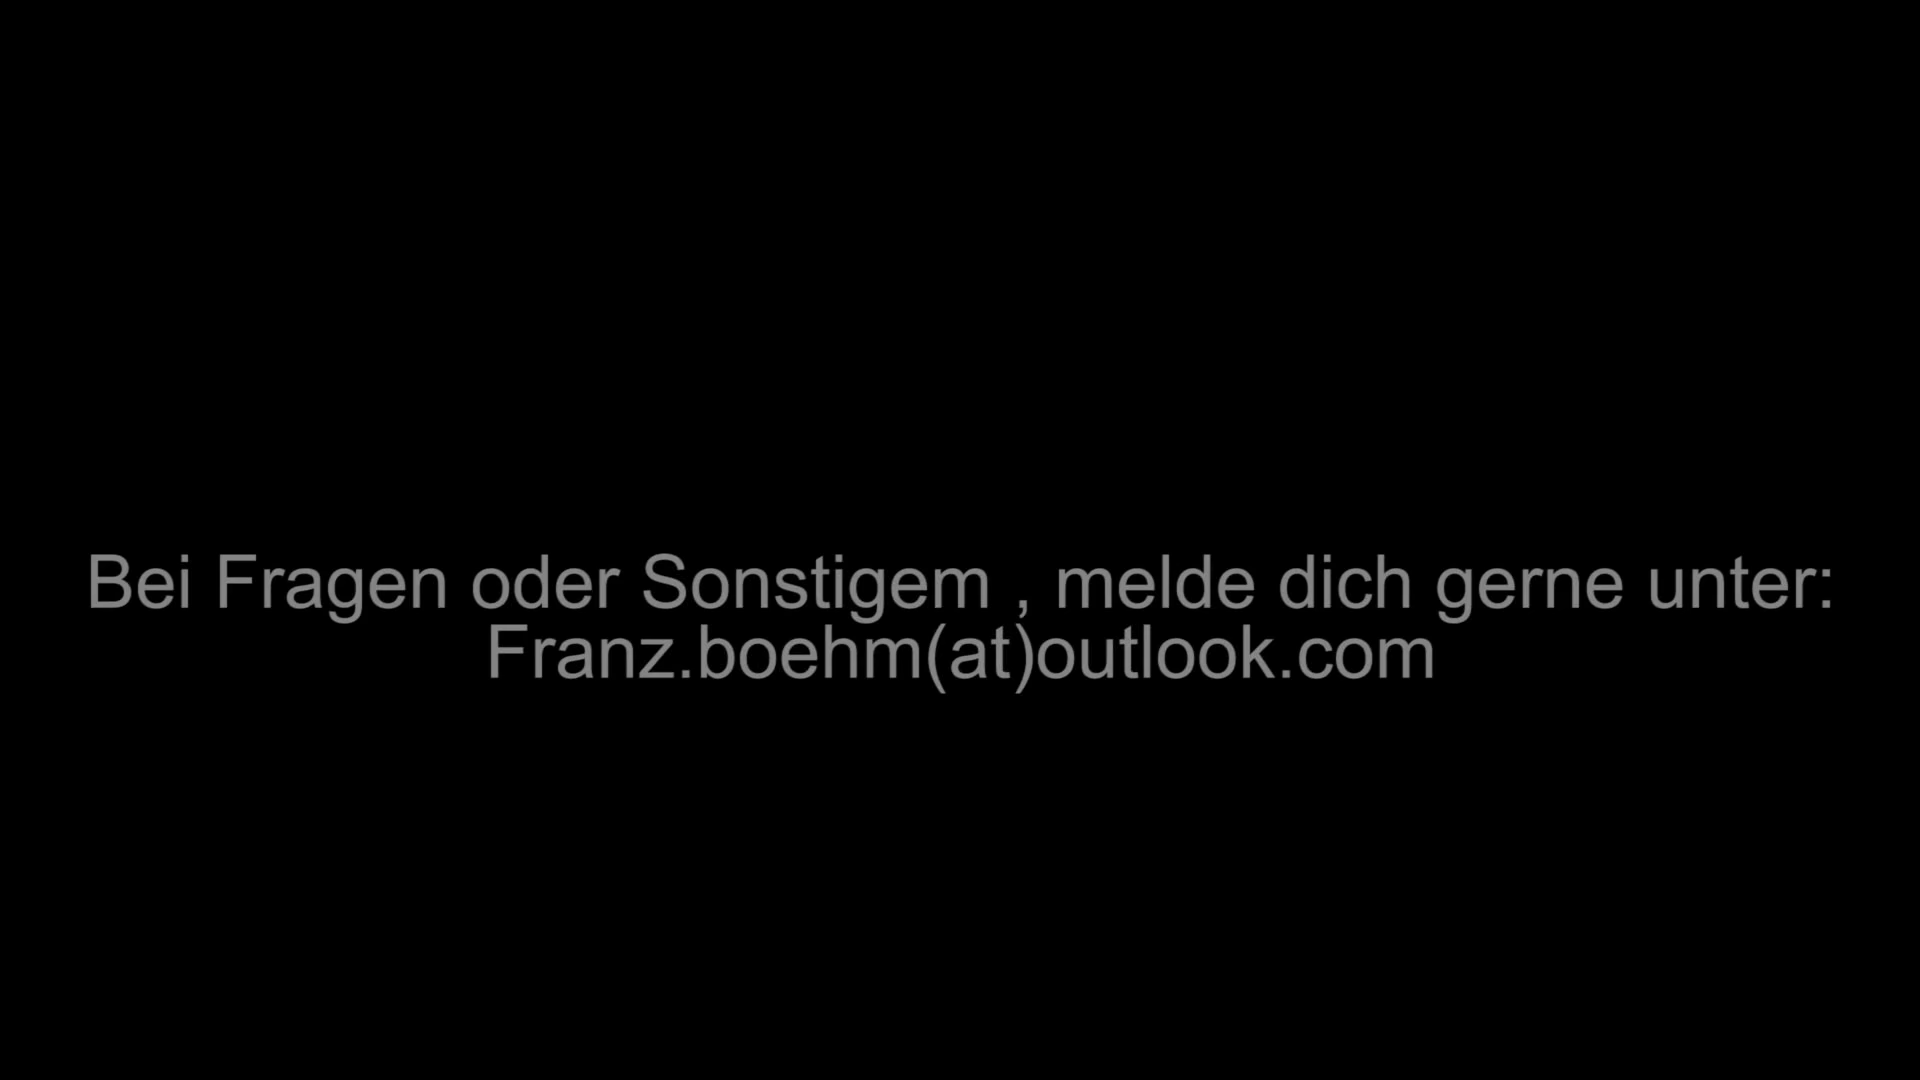 Bei Fragen oder Sonstigem , melde dich gerne unter:
Franz.boehm(at)outlook.com